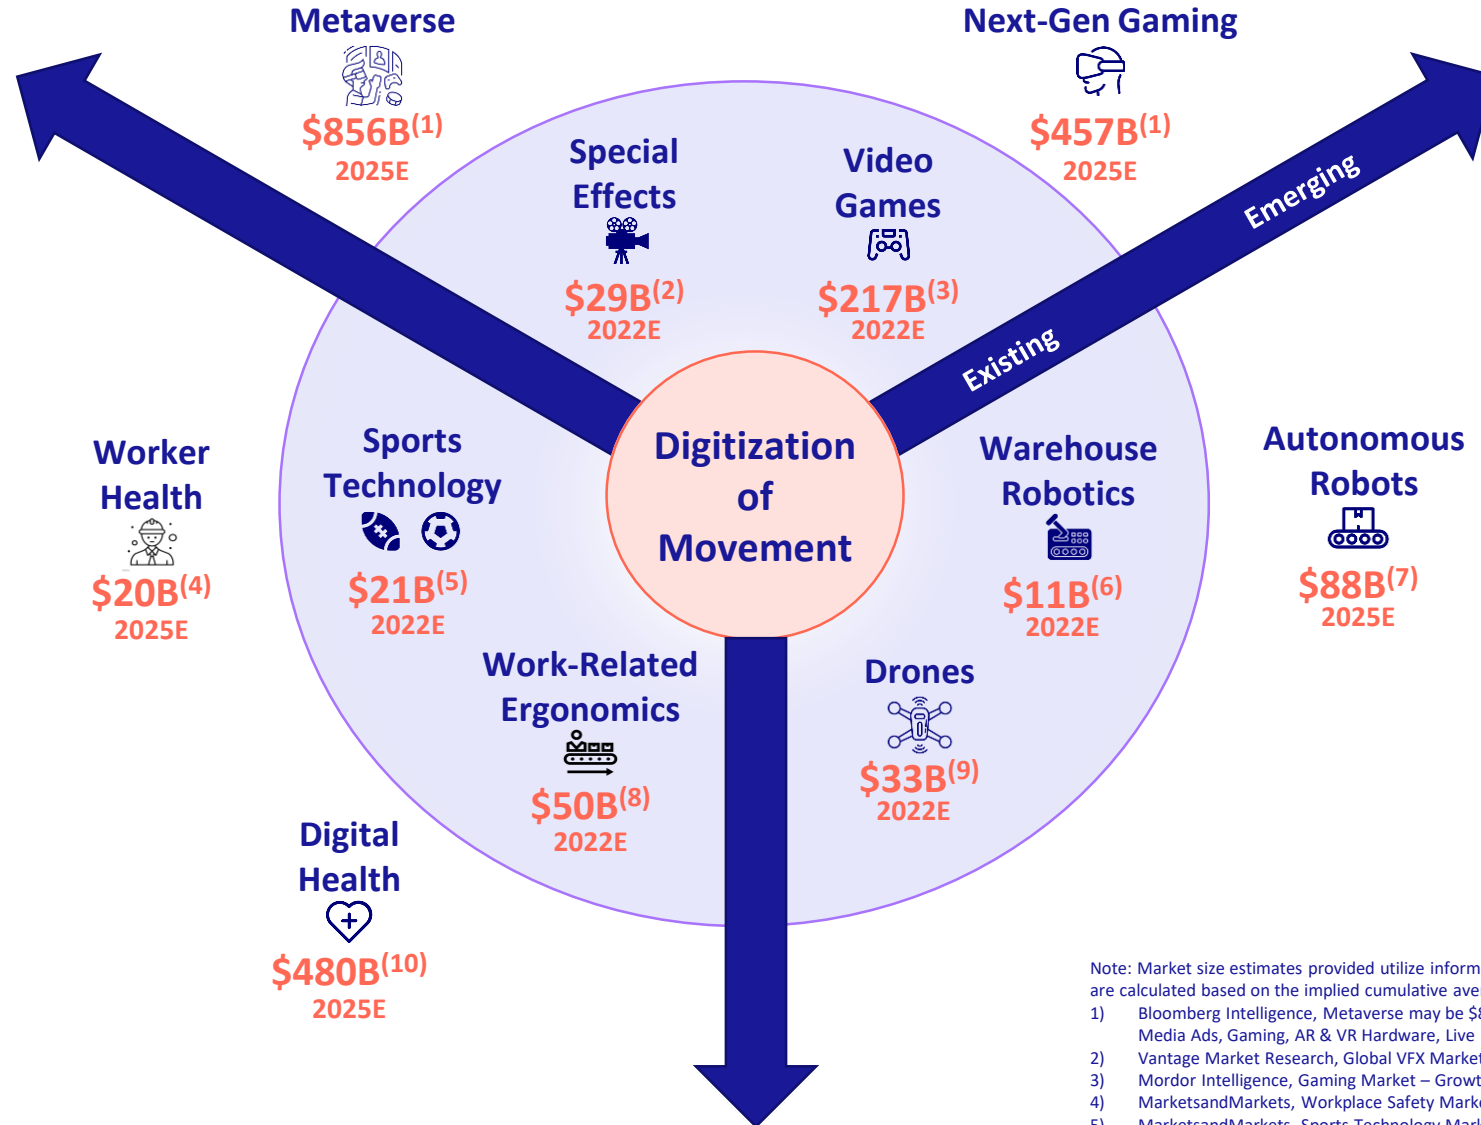 Metaverse
$856B(1)
2025E
Next-Gen Gaming
$457B(1)
2025E
Special
Effects
$29B(2)
2022E
Video
Games
$217B(3)
2022E
Emerging
Existing
Worker
Health
$20B(4)
2025E
Sports
Technology
$21B(5)
2022E
Digitization
of
Movement
Warehouse
Robotics
$11B(6)
2022E
Autonomous
Robots
$88B(7)
2025E
Work-Related
Ergonomics
$50B(8)
2022E
Drones
$33B(9)
2022E
Digital
Health
$480B(10)
2025E
Note: Market size estimates provided utilize
are calculated based on the implied cumulative
1) Bloomberg Intelligence, Metaverse may be
Media Ads, Gaming, AR & VR Hardware, Live
2) Vantage Market Research, Global VFX Market
3) Mordor Intelligence, Gaming Market –
4) MarketsandMarkets, Workplace Safety
5) MarketsandMarkets, Sports Technology